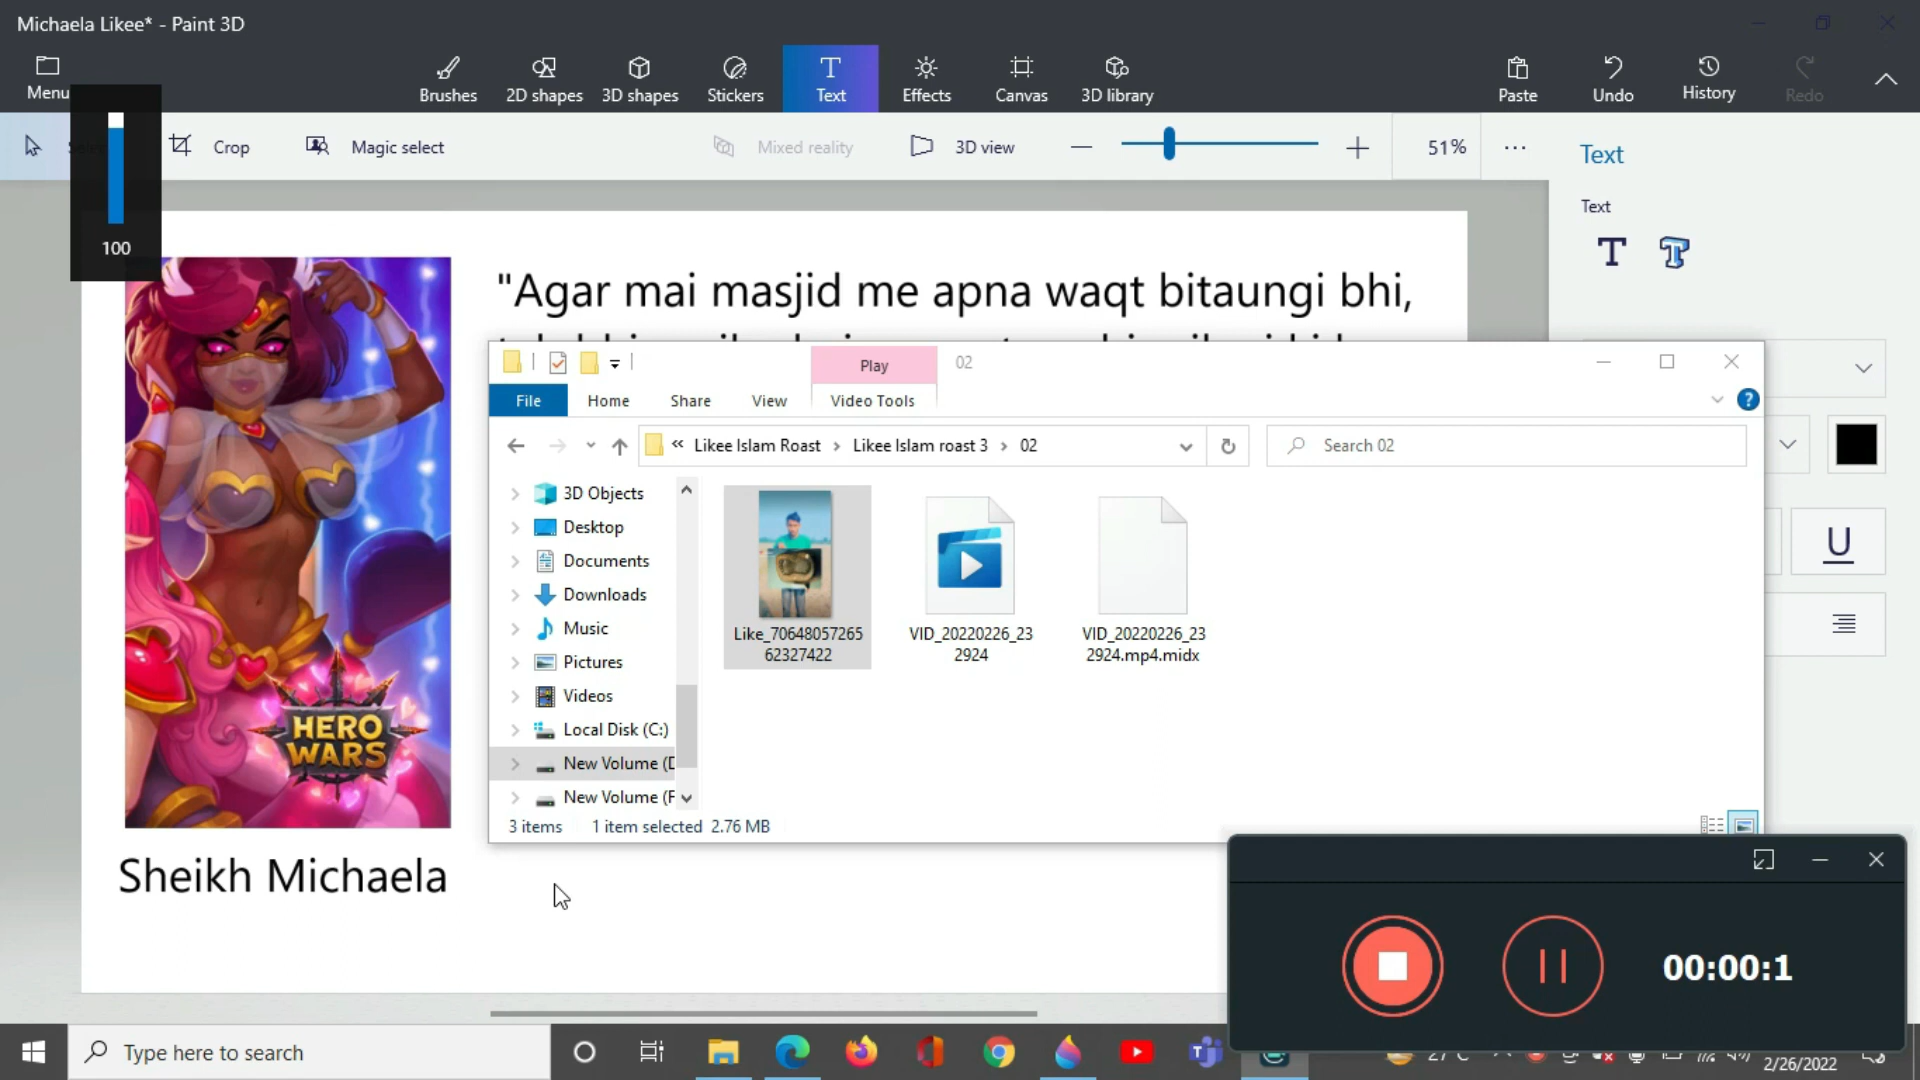 Michaela Likee* - Paint 3D
Menu
Brushes
2D shapes
3D shapes
Stickers
Text
Effects
Canvas
3D library
Paste
Undo
History
Redo
Crop
Magic select
Mixed reality
3D view
51%
Text
Text
100
"Agar mai masjid me apna waqt bitaungi bhi,
HERO
WARS
Sheikh Michaela
Play
02
File
Home
Share
View
Video Tools
Likee Islam Roast > Likee Islam roast 3 > 02
Search 02
3D Objects
Desktop
Documents
Downloads
Music
Pictures
Videos
Local Disk (C:)
New Volume (D
New Volume (F
Like_70648057265
62327422
VID_20220226_23
2924
VID_20220226_23
2924.mp4.midx
3 items
1 item selected 2.76 MB
00:00:1
Type here to search
27°C
2/26/2022